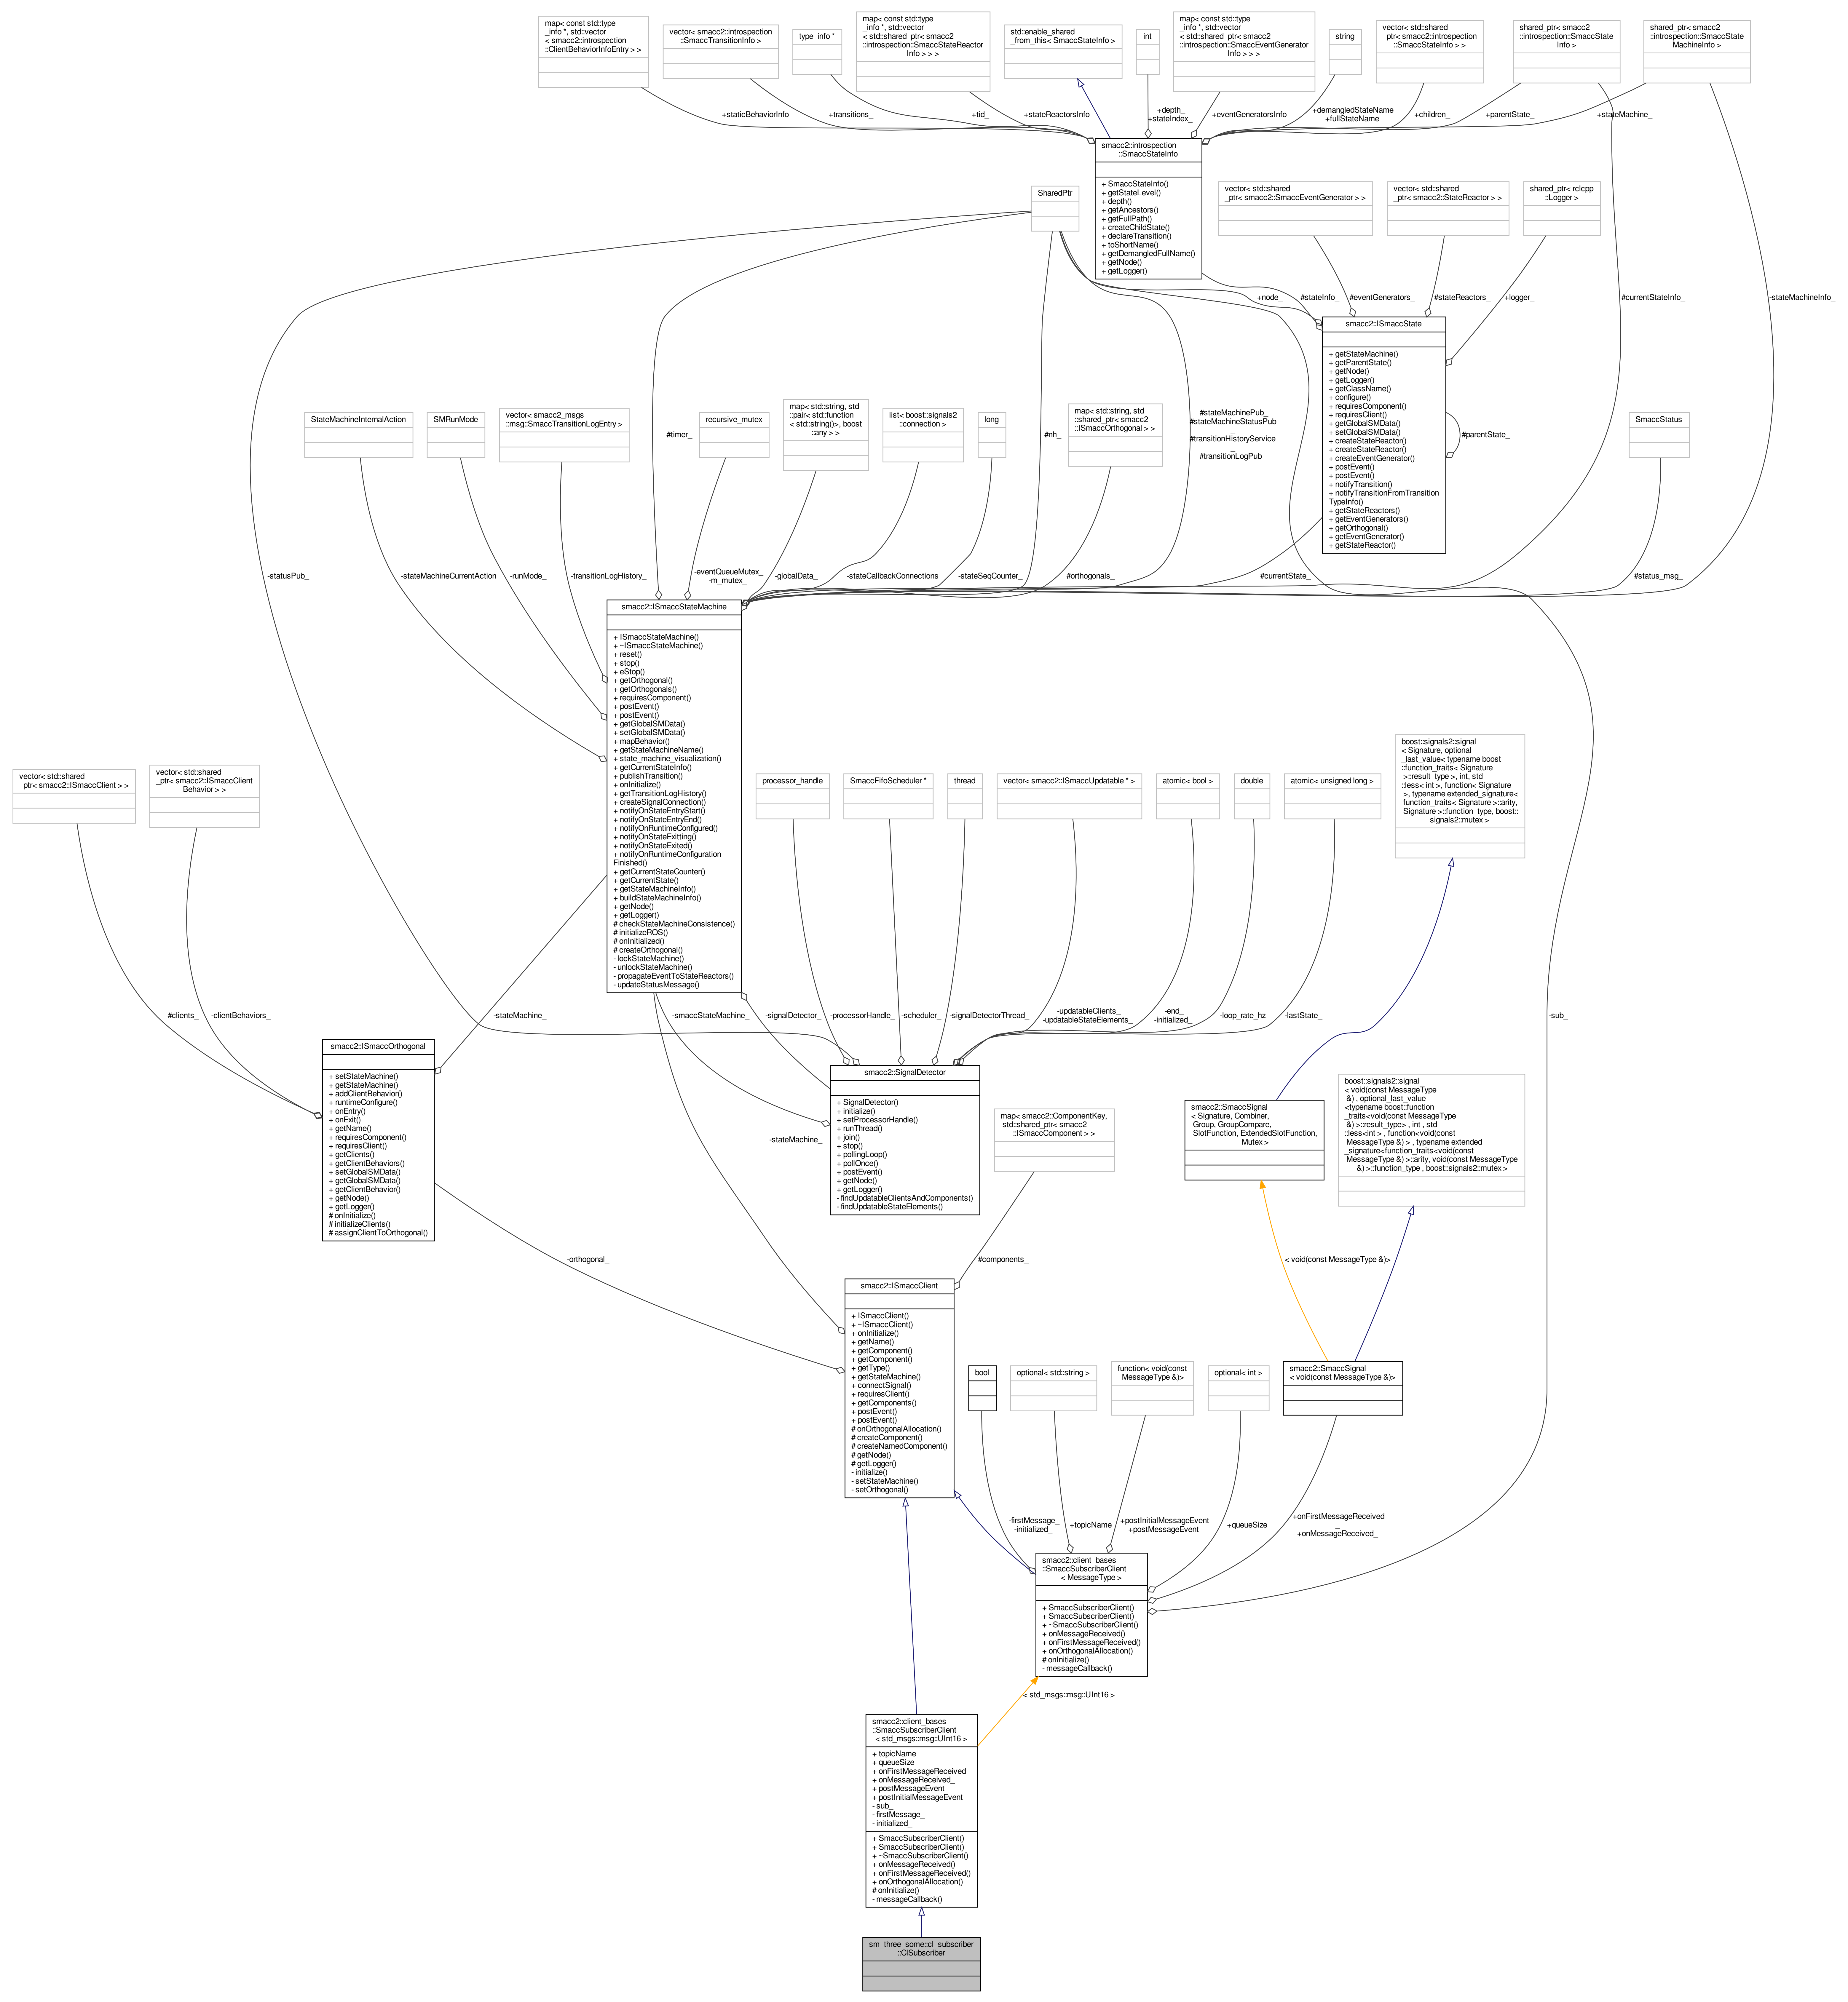 map< const std::type
_info *, std::vector
< smacc2::introspection
::ClientBehaviorInfoEntry > >
vector< smacc2::introspection
::SmaccTransitionInfo >
type_info *
map< const std::type
_info *, std::vector
< std::shared_ptr< smacc2
::introspection::SmaccStateReactor
Info > > >
std::enable_shared
_from_this< SmaccStateInfo >
int
map< const std::type
_info *, std::vector
< std::shared_ptr< smacc2
::introspection::SmaccEventGenerator
Info > > >
string
vector< std::shared
_ptr< smacc2::introspection
::SmaccStateInfo > >
shared_ptr< smacc2
::introspection::SmaccState
Info >
shared_ptr< smacc2
::introspection::SmaccState
MachineInfo >
+staticBehaviorInfo
+transitions_
+tid_
+stateReactorsInfo
+depth_
+stateIndex_
+eventGeneratorsInfo
+demangledStateName
+fullStateName
+children_
+parentState_
+stateMachine_
smacc2::introspection
::SmaccStateInfo
+ SmaccStateInfo()
+ getStateLevel()
+ depth()
+ getAncestors()
+ getFullPath()
+ createChildState()
+ declareTransition()
+ toShortName()
+ getDemangledFullName()
+ getNode()
+ getLogger()
SharedPtr
vector< std::shared
_ptr< smacc2::SmaccEventGenerator > >
vector< std::shared
_ptr< smacc2::StateReactor > >
shared_ptr< rclcpp
::Logger >
+node_
#stateInfo_
#eventGenerators_
#stateReactors_
+logger_
#currentStateInfo_
-stateMachineInfo_
smacc2::ISmaccState
+ getStateMachine()
+ getParentState()
+ getNode()
+ getLogger()
+ getClassName()
+ configure()
+ requiresComponent()
+ requiresClient()
+ getGlobalSMData()
+ setGlobalSMData()
+ createStateReactor()
+ createStateReactor()
+ createEventGenerator()
+ postEvent()
+ postEvent()
+ notifyTransition()
+ notifyTransitionFromTransition
TypeInfo()
+ getStateReactors()
+ getEventGenerators()
+ getOrthogonal()
+ getEventGenerator()
+ getStateReactor()
#parentState_
StateMachineInternalAction
SMRunMode
vector< smacc2_msgs
::msg::SmaccTransitionLogEntry >
#timer_
recursive_mutex
map< std::string, std
::pair< std::function
< std::string()>, boost
::any > >
list< boost::signals2
::connection >
long
#nh_
map< std::string, std
::shared_ptr< smacc2
::ISmaccOrthogonal > >
#stateMachinePub_
#stateMachineStatusPub
_
#transitionHistoryService
_
#transitionLogPub_
SmaccStatus
-statusPub_
-stateMachineCurrentAction
-runMode_
-transitionLogHistory_
-eventQueueMutex_
-m_mutex_
-globalData_
-stateCallbackConnections
-stateSeqCounter_
#orthogonals_
#currentState_
#status_msg_
smacc2::ISmaccStateMachine
+ ISmaccStateMachine()
+ ~ISmaccStateMachine()
+ reset()
+ stop()
+ eStop()
+ getOrthogonal()
+ getOrthogonals()
+ requiresComponent()
+ postEvent()
+ postEvent()
+ getGlobalSMData()
+ setGlobalSMData()
+ mapBehavior()
+ getStateMachineName()
+ state_machine_visualization()
+ getCurrentStateInfo()
+ publishTransition()
+ onInitialize()
+ getTransitionLogHistory()
+ createSignalConnection()
+ notifyOnStateEntryStart()
+ notifyOnStateEntryEnd()
+ notifyOnRuntimeConfigured()
+ notifyOnStateExitting()
+ notifyOnStateExited()
+ notifyOnRuntimeConfiguration
Finished()
+ getCurrentStateCounter()
+ getCurrentState()
+ getStateMachineInfo()
+ buildStateMachineInfo()
+ getNode()
+ getLogger()
# checkStateMachineConsistence()
# initializeROS()
# onInitialized()
# createOrthogonal()
- lockStateMachine()
- unlockStateMachine()
- propagateEventToStateReactors()
- updateStatusMessage()
vector< std::shared
_ptr< smacc2::ISmaccClient > >
vector< std::shared
_ptr< smacc2::ISmaccClient
Behavior > >
processor_handle
SmaccFifoScheduler *
thread
vector< smacc2::ISmaccUpdatable * >
atomic< bool >
double
atomic< unsigned long >
boost::signals2::signal
< Signature, optional
_last_value< typename boost
::function_traits< Signature
>::result_type >, int, std
::less< int >, function< Signature
>, typename extended_signature<
function_traits< Signature >::arity,
Signature >::function_type, boost::
signals2::mutex >
#clients_
-clientBehaviors_
-stateMachine_
-smaccStateMachine_
-signalDetector_
-processorHandle_
-scheduler_
-signalDetectorThread_
-updatableClients_
-updatableStateElements_
-end_
-initialized_
-loop_rate_hz
-lastState_
-sub_
smacc2::ISmaccOrthogonal
+ setStateMachine()
+ getStateMachine()
+ addClientBehavior()
+ runtimeConfigure()
+ onEntry()
+ onExit()
+ getName()
+ requiresComponent()
+ requiresClient()
+ getClients()
+ getClientBehaviors()
+ setGlobalSMData()
+ getGlobalSMData()
+ getClientBehavior()
+ getNode()
+ getLogger()
# onInitialize()
# initializeClients()
# assignClientToOrthogonal()
smacc2::SignalDetector
+ SignalDetector()
+ initialize()
+ setProcessorHandle()
+ runThread()
+ join()
+ stop()
+ pollingLoop()
+ pollOnce()
+ postEvent()
+ getNode()
+ getLogger()
- findUpdatableClientsAndComponents()
- findUpdatableStateElements()
-stateMachine_
map< smacc2::ComponentKey,
std::shared_ptr< smacc2
::ISmaccComponent > >
smacc2::SmaccSignal
< Signature, Combiner,
Group, GroupCompare,
SlotFunction, ExtendedSlotFunction,
Mutex >
boost::signals2::signal
< void(const MessageType
&) , optional_last_value
<typename boost::function
_traits<void(const MessageType
&) >::result_type> , int , std
::less<int > , function<void(const
MessageType &) > , typename extended
_signature<function_traits<void(const
MessageType &) >::arity, void(const MessageType
&) >::function_type , boost::signals2::mutex >
-orthogonal_
#components_
< void(const MessageType &)>
smacc2::ISmaccClient
+ ISmaccClient()
+ ~ISmaccClient()
+ onInitialize()
+ getName()
+ getComponent()
+ getComponent()
+ getType()
+ getStateMachine()
+ connectSignal()
+ requiresClient()
+ getComponents()
+ postEvent()
+ postEvent()
# onOrthogonalAllocation()
# createComponent()
# createNamedComponent()
# getNode()
# getLogger()
- initialize()
- setStateMachine()
- setOrthogonal()
bool
optional< std::string >
function< void(const
MessageType &)>
optional< int >
smacc2::SmaccSignal
< void(const MessageType &)>
-firstMessage_
-initialized_
+topicName
+postInitialMessageEvent
+postMessageEvent
+queueSize
+onFirstMessageReceived
_
+onMessageReceived_
smacc2::client_bases
::SmaccSubscriberClient
< MessageType >
+ SmaccSubscriberClient()
+ SmaccSubscriberClient()
+ ~SmaccSubscriberClient()
+ onMessageReceived()
+ onFirstMessageReceived()
+ onOrthogonalAllocation()
# onInitialize()
- messageCallback()
< std_msgs::msg::UInt16 >
smacc2::client_bases
::SmaccSubscriberClient
< std_msgs::msg::UInt16 >
+ topicName
+ queueSize
+ onFirstMessageReceived_
+ onMessageReceived_
+ postMessageEvent
+ postInitialMessageEvent
- sub_
- firstMessage_
- initialized_
+ SmaccSubscriberClient()
+ SmaccSubscriberClient()
+ ~SmaccSubscriberClient()
+ onMessageReceived()
+ onFirstMessageReceived()
+ onOrthogonalAllocation()
# onInitialize()
- messageCallback()
sm_three_some::cl_subscriber
::ClSubscriber